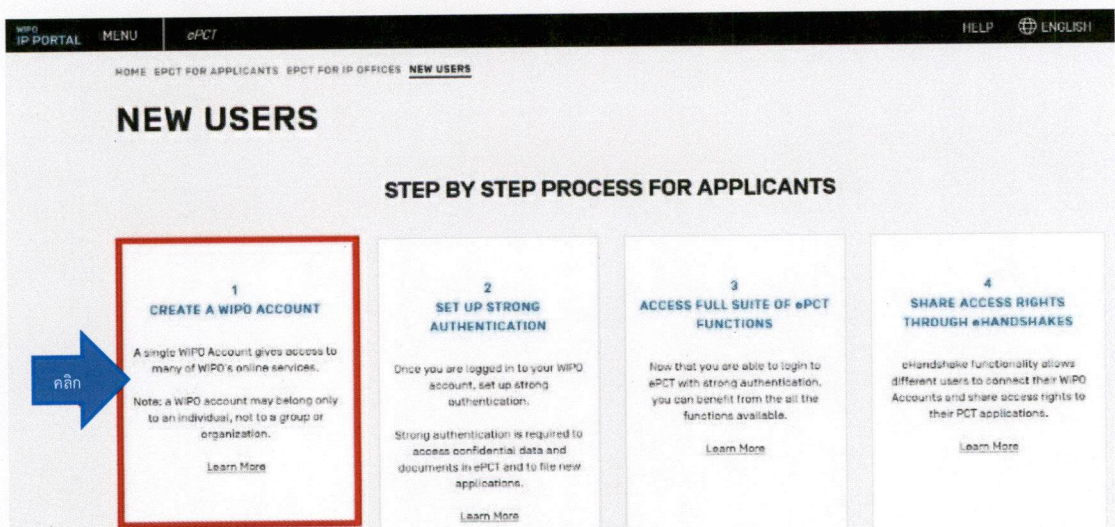 WIPO
IP PORTAL MENU ePCT HELP ENGLISH
HOME EPCT FOR APPLICANTS EPCT FOR IP OFFICES NEW USERS
NEW USERS
STEP BY STEP PROCESS FOR APPLICANTS
1
CREATE A WIPO ACCOUNT
A single WIPO Account gives access to
many of WIPO's online services.
Note: a WIPO account may belong only
to an individual, not to a group or
organization.
Learn More
คลิก
2
SET UP STRONG
AUTHENTICATION
Once you are logged in to your WIPO
account, set up strong
authentication.
Strong authentication is required to
access confidential data and
documents in ePCT and to file new
applications.
Learn More
3
ACCESS FULL SUITE OF ePCT
FUNCTIONS
Now that you are able to login to
ePCT with strong authentication,
you can benefit from the all the
functions available.
Learn More
4
SHARE ACCESS RIGHTS
THROUGH eHANDSHAKES
eHandshake functionality allows
different users to connect their WIPO
Accounts and share access rights to
their PCT applications.
Learn More